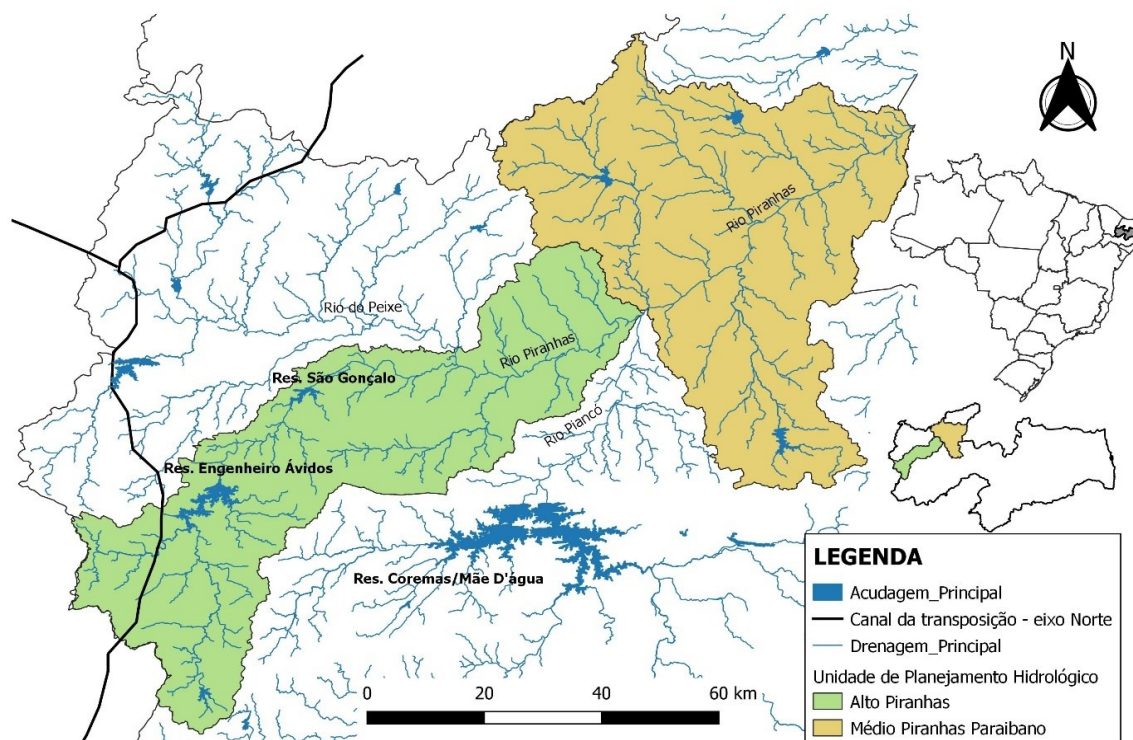 N
Rio Piranhas
Rio do Peixe
Rio Piranhas
Res. São Gonçalo
Rio Piancó
Res. Engenheiro Ávidos
Res. Coremas/Mãe D'água
LEGENDA
Acudagem_Principal
Canal da transposição - eixo Norte
Drenagem_Principal
Unidade de Planejamento Hidrológico
Alto Piranhas
Médio Piranhas Paraibano
0 20 40 60 km